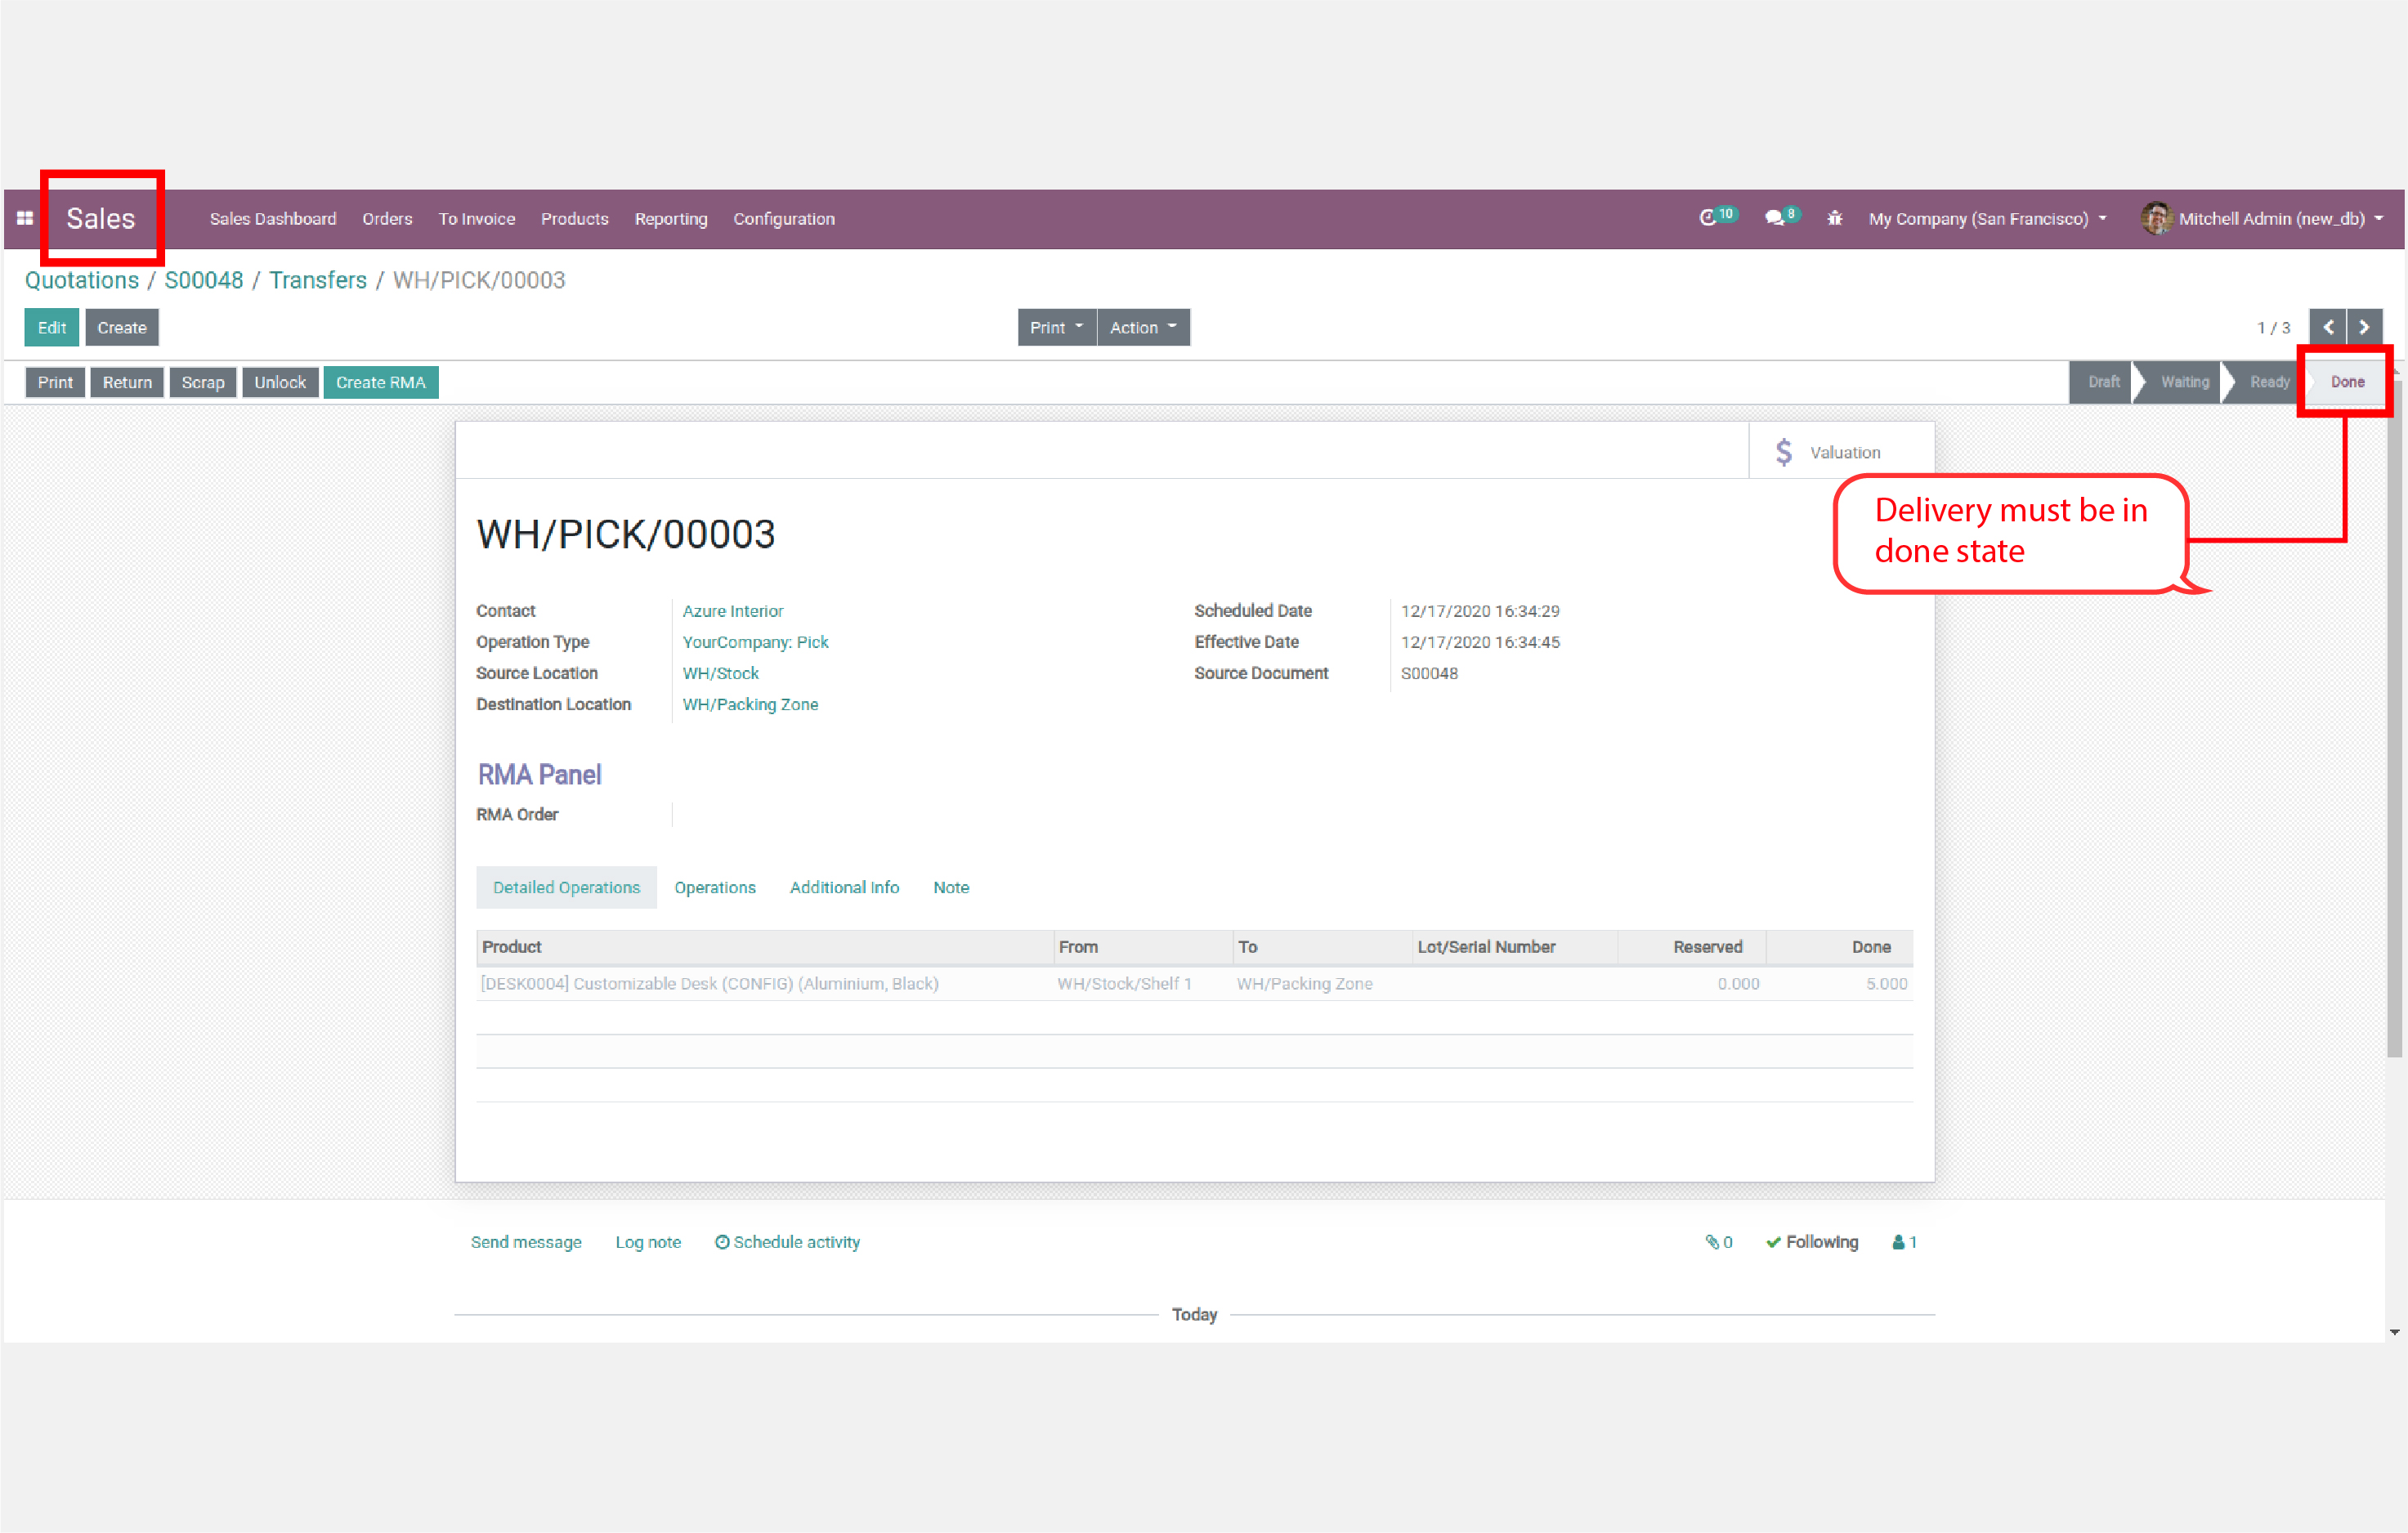 Sales Sales Dashboard Orders To Invoice Products Reporting Configuration 10 8 My Company (San Francisco) Mitchell Admin (new_db)
Quotations / S00048 / Transfers / WH/PICK/00003
Edit Create Print Action 1 / 3
Print Return Scrap Unlock Create RMA Draft Waiting Ready Done
$ Valuation
Delivery must be in
done state
WH/PICK/00003
Contact Azure Interior Scheduled Date 12/17/2020 16:34:29
Operation Type YourCompany: Pick Effective Date 12/17/2020 16:34:45
Source Location WH/Stock Source Document S00048
Destination Location WH/Packing Zone
RMA Panel
RMA Order
Detailed Operations Operations Additional Info Note
Product From To Lot/Serial Number Reserved Done
[DESK0004] Customizable Desk (CONFIG) (Aluminium, Black) WH/Stock/Shelf 1 WH/Packing Zone 0.000 5.000
Send message Log note Schedule activity 0 Following 1
Today